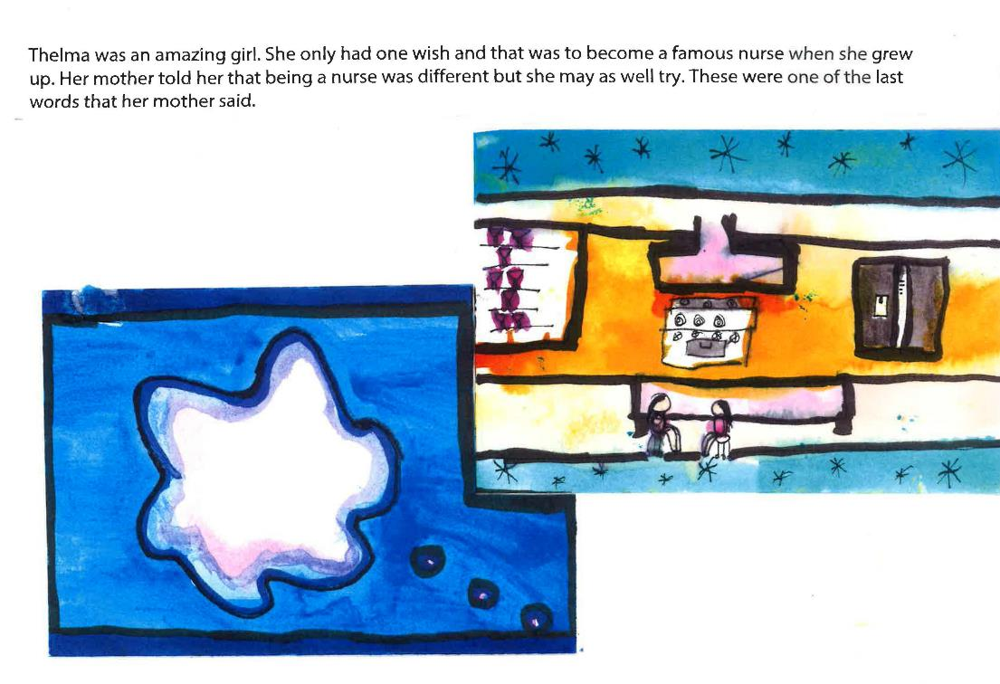 Thelma was an amazing girl. She only had one wish and that was to become a famous nurse when she grew
up. Her mother told her that being a nurse was different but she may as well try. These were one of the last
words that her mother said.